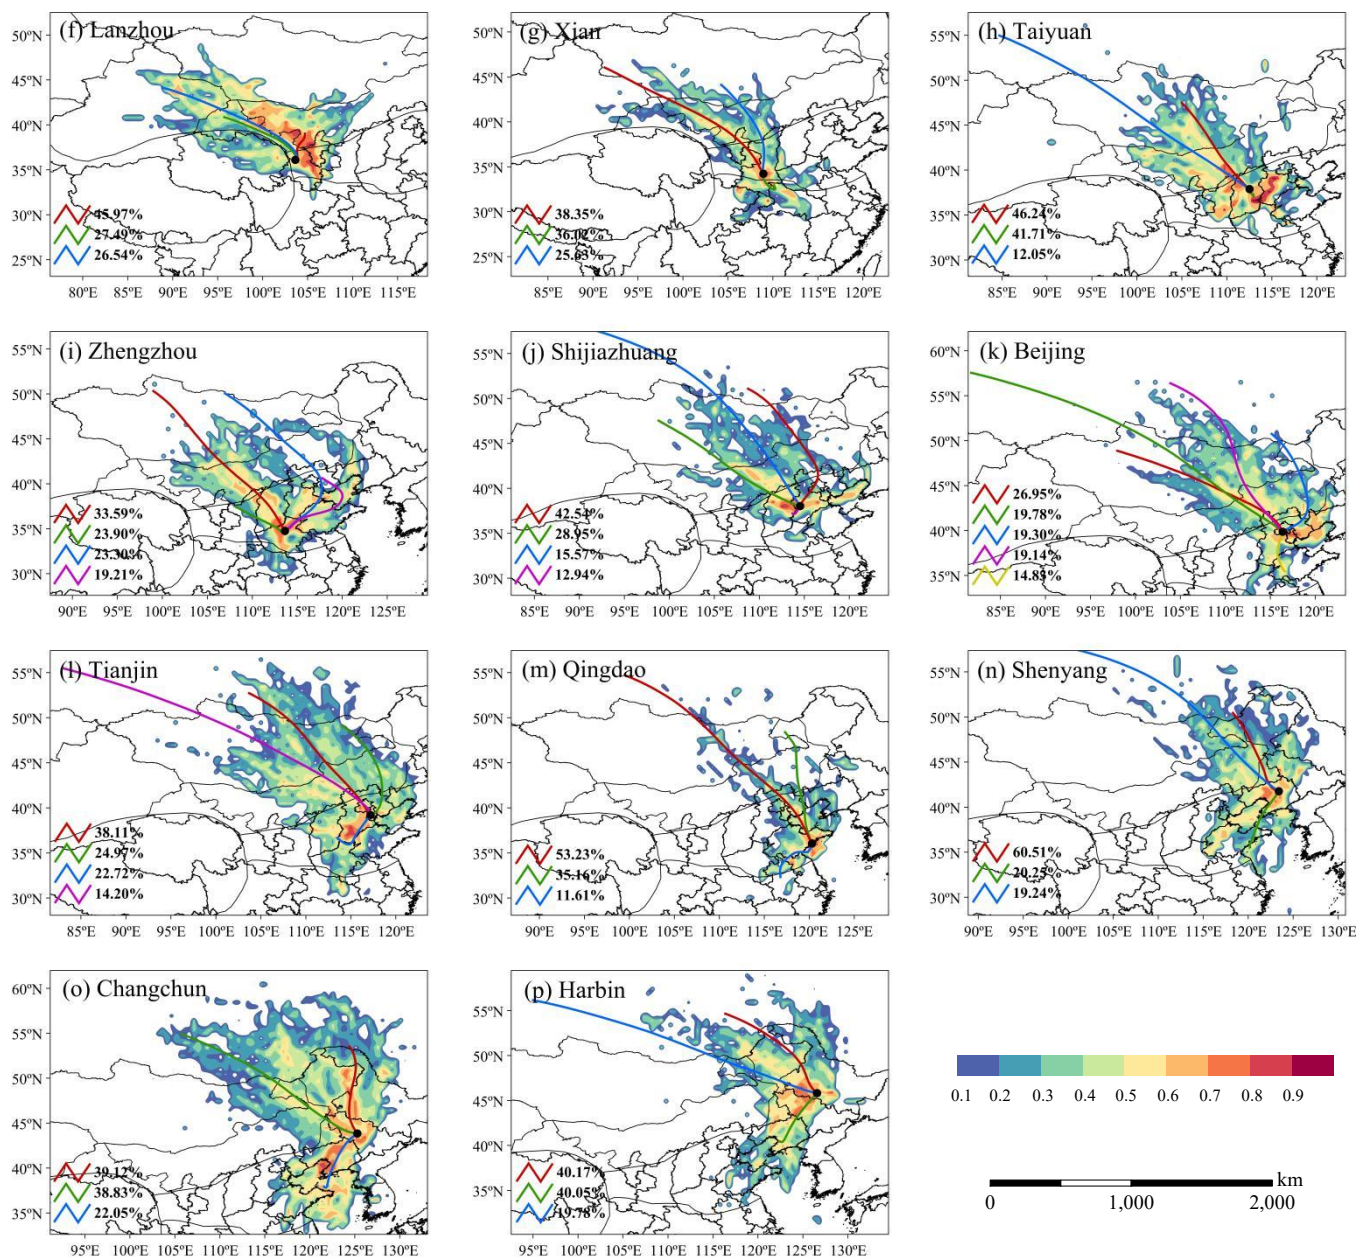 (f) Lanzhou
50°N
45°N
40°N
35°N
30°N
25°N
45.97%
27.49%
26.54%
80°E 85°E 90°E 95°E 100°E 105°E 110°E 115°E
(g) Xian
50°N
45°N
40°N
35°N
30°N
25°N
38.35%
36.02%
25.63%
85°E 90°E 95°E 100°E 105°E 110°E 115°E 120°E
(h) Taiyuan
55°N
50°N
45°N
40°N
35°N
30°N
46.24%
41.71%
12.05%
85°E 90°E 95°E 100°E 105°E 110°E 115°E 120°E
(i) Zhengzhou
55°N
50°N
45°N
40°N
35°N
30°N
33.59%
23.90%
23.30%
19.21%
90°E 95°E 100°E 105°E 110°E 115°E 120°E 125°E
(j) Shijiazhuang
55°N
50°N
45°N
40°N
35°N
30°N
42.54%
28.95%
15.57%
12.94%
85°E 90°E 95°E 100°E 105°E 110°E 115°E 120°E
(k) Beijing
60°N
55°N
50°N
45°N
40°N
35°N
26.95%
19.78%
19.30%
19.14%
14.83%
85°E 90°E 95°E 100°E 105°E 110°E 115°E 120°E
(l) Tianjin
55°N
50°N
45°N
40°N
35°N
30°N
38.11%
24.97%
22.72%
14.20%
85°E 90°E 95°E 100°E 105°E 110°E 115°E 120°E
(m) Qingdao
55°N
50°N
45°N
40°N
35°N
30°N
53.23%
35.16%
11.61%
90°E 95°E 100°E 105°E 110°E 115°E 120°E 125°E
(n) Shenyang
55°N
50°N
45°N
40°N
35°N
30°N
60.51%
20.25%
19.24%
90°E 95°E 100°E 105°E 110°E 115°E 120°E 125°E 130°E
(o) Changchun
60°N
55°N
50°N
45°N
40°N
35°N
39.12%
38.83%
22.05%
95°E 100°E 105°E 110°E 115°E 120°E 125°E 130°E
(p) Harbin
55°N
50°N
45°N
40°N
35°N
40.17%
40.05%
19.78%
95°E 100°E 105°E 110°E 115°E 120°E 125°E 130°E
0.1 0.2 0.3 0.4 0.5 0.6 0.7 0.8 0.9
km
0 1,000 2,000